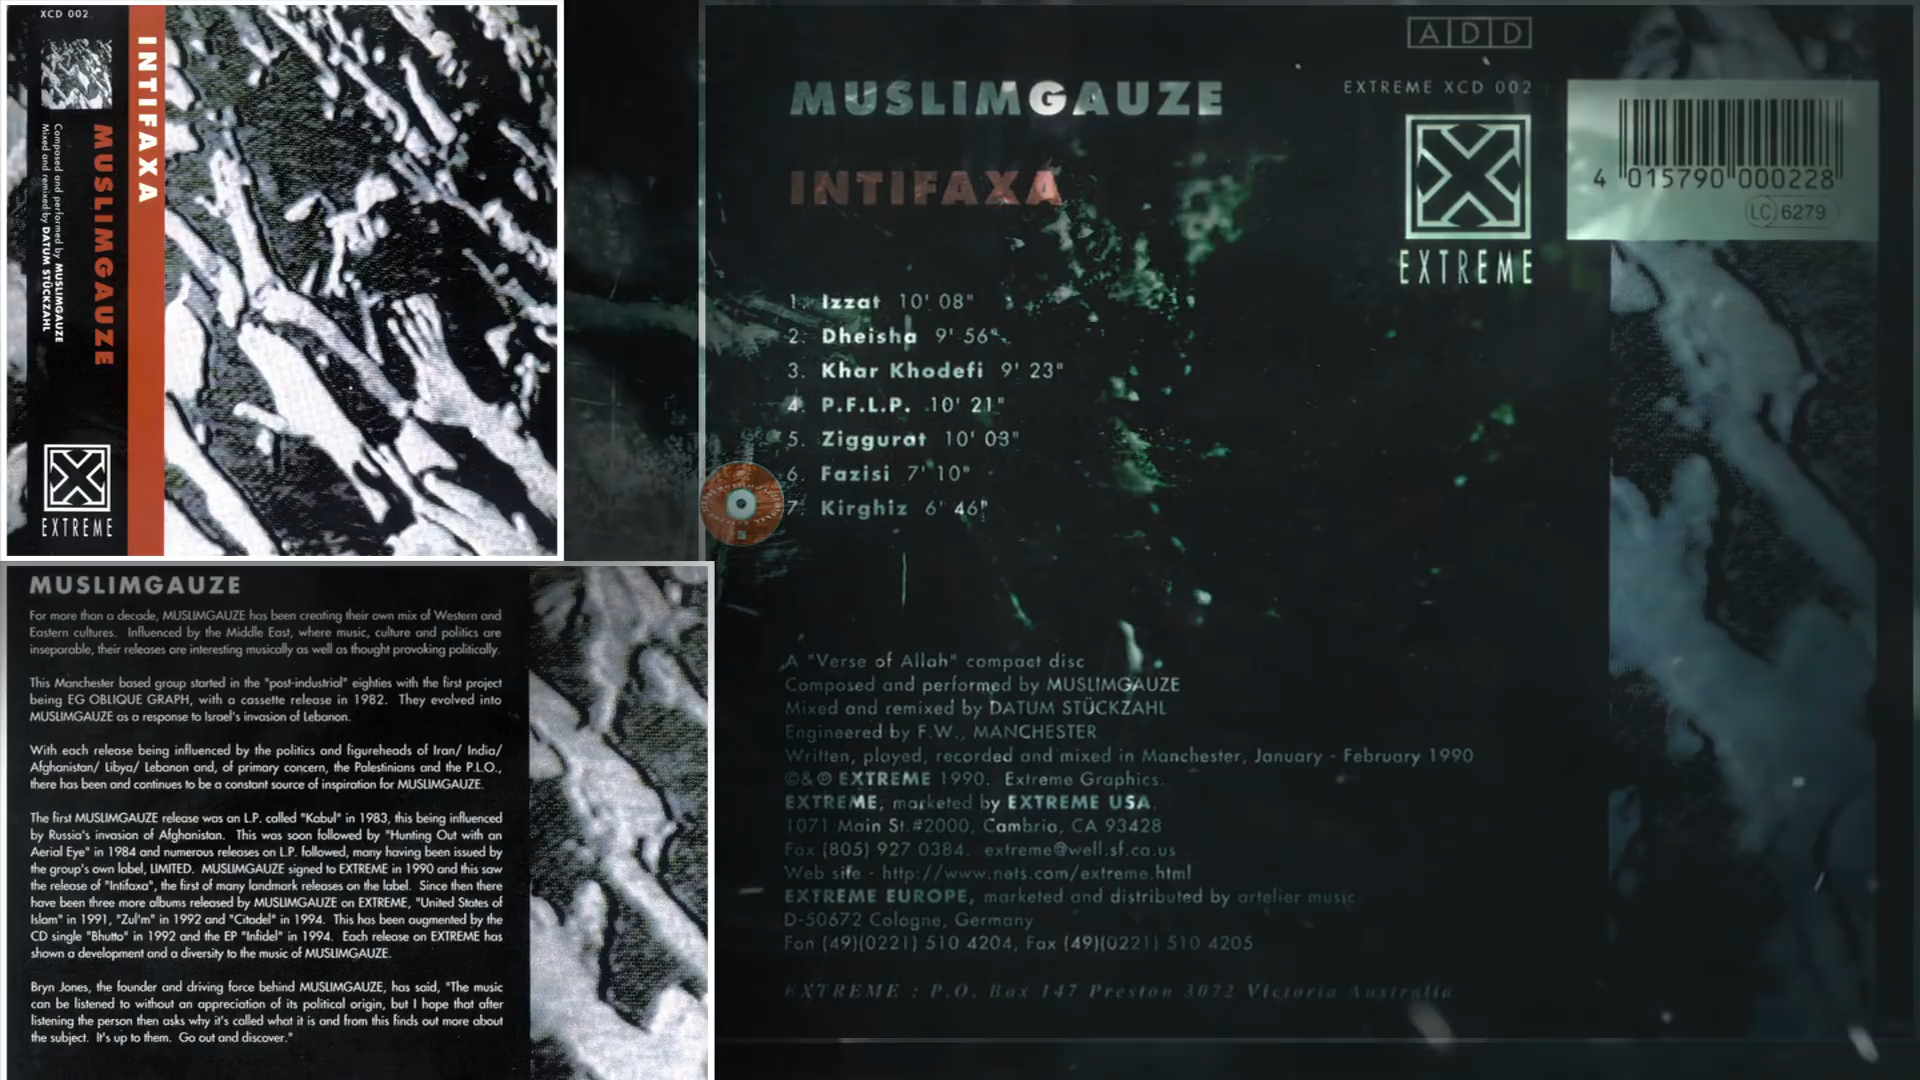 XCD 002
INTIFAXA
MUSLIMGAUZE
Composed and performed by MUSLIMGAUZE
Mixed and remixed by DATUM STÜCKZAHL
EXTREME
MUSLIMGAUZE
For more than a decade, MUSLIMGAUZE has been creating their own mix of Western and
Eastern cultures. Influenced by the Middle East, where music, culture and politics are
inseparable, their releases are interesting musically as well as thought provoking politically.
This Manchester based group started in the "post-industrial" eighties with the first project
being EG OBLIQUE GRAPH, with a cassette release in 1982. They evolved into
MUSLIMGAUZE as a response to Israel's invasion of Lebanon.
With each release being influenced by the politics and figureheads of Iran/ India/
Afghanistan/ Libya/ Lebanon and, of primary concern, the Palestinians and the P.L.O.,
there has been and continues to be a constant source of inspiration for MUSLIMGAUZE.
The first MUSLIMGAUZE release was an L.P. called "Kabul" in 1983, this being influenced
by Russia's invasion of Afghanistan. This was soon followed by "Hunting Out with an
Aerial Eye" in 1984 and numerous releases on L.P. followed, many having been issued by
the group's own label, LIMITED. MUSLIMGAUZE signed to EXTREME in 1990 and this saw
the release of "Intifaxa", the first of many landmark releases on the label. Since then there
have been three more albums released by MUSLIMGAUZE on EXTREME, "United States of
Islam" in 1991, "Zul'm" in 1992 and "Citadel" in 1994. This has been augmented by the
CD single "Bhutto" in 1992 and the EP "Infidel" in 1994. Each release on EXTREME has
shown a development and a diversity to the music of MUSLIMGAUZE.
Bryn Jones, the founder and driving force behind MUSLIMGAUZE, has said, "The music
can be listened to without an appreciation of its political origin, but I hope that after
listening the person then asks why it's called what it is and from this finds out more about
the subject. It's up to them. Go out and discover."
ADD
EXTREME XCD 002
MUSLIMGAUZE
INTIFAXA
EXTREME
4 015790 000228
LC 6279
1. Izzat 10' 08"
2. Dheisha 9' 56"
3. Khar Khodefi 9' 23"
4. P.F.L.P. 10' 21"
5. Ziggurat 10' 03"
6. Fazisi 7' 10"
7. Kirghiz 6' 46"
A "Verse of Allah" compact disc
Composed and performed by MUSLIMGAUZE
Mixed and remixed by DATUM STÜCKZAHL
Engineered by F.W., MANCHESTER
Written, played, recorded and mixed in Manchester, January - February 1990
©&℗ EXTREME 1990. Extreme Graphics.
EXTREME, marketed by EXTREME USA.
1071 Main St.#2000, Cambria, CA 93428
Fax (805) 927 0384. extreme@well.sf.ca.us
Web site - http://www.nets.com/extreme.html
EXTREME EUROPE, marketed and distributed by artelier music.
D-50672 Cologne, Germany
Fon (49)(0221) 510 4204, Fax (49)(0221) 510 4205
EXTREME : P.O. Box 147 Preston 3072 Victoria Australia